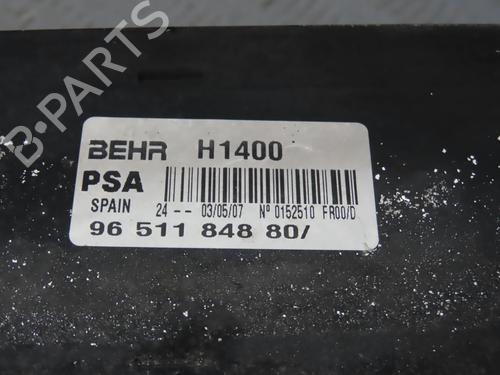 B-PARTS
BEHR H1400
PSA
SPAIN 24 -- 03/05/07 Nº 0152510 FR00/D
96 511 848 80/